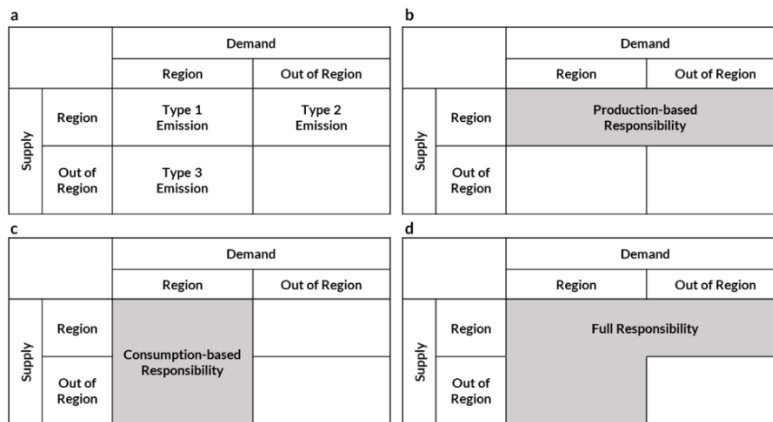 a
Demand
Region
Out of Region
Supply
Region
Type 1
Emission
Type 2
Emission
Out of
Region
Type 3
Emission
b
Demand
Region
Out of Region
Supply
Region
Production-based
Responsibility
Out of
Region
c
Demand
Region
Out of Region
Supply
Region
Consumption-based
Responsibility
Out of
Region
d
Demand
Region
Out of Region
Supply
Region
Full Responsibility
Out of
Region